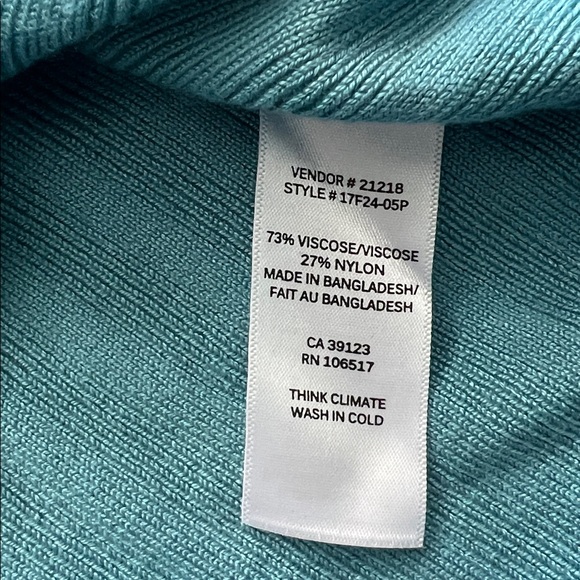 VENDOR # 21218
STYLE # 17F24-05P
73% VISCOSE/VISCOSE
27% NYLON
MADE IN BANGLADESH/
FAIT AU BANGLADESH
CA 39123
RN 106517
THINK CLIMATE
WASH IN COLD